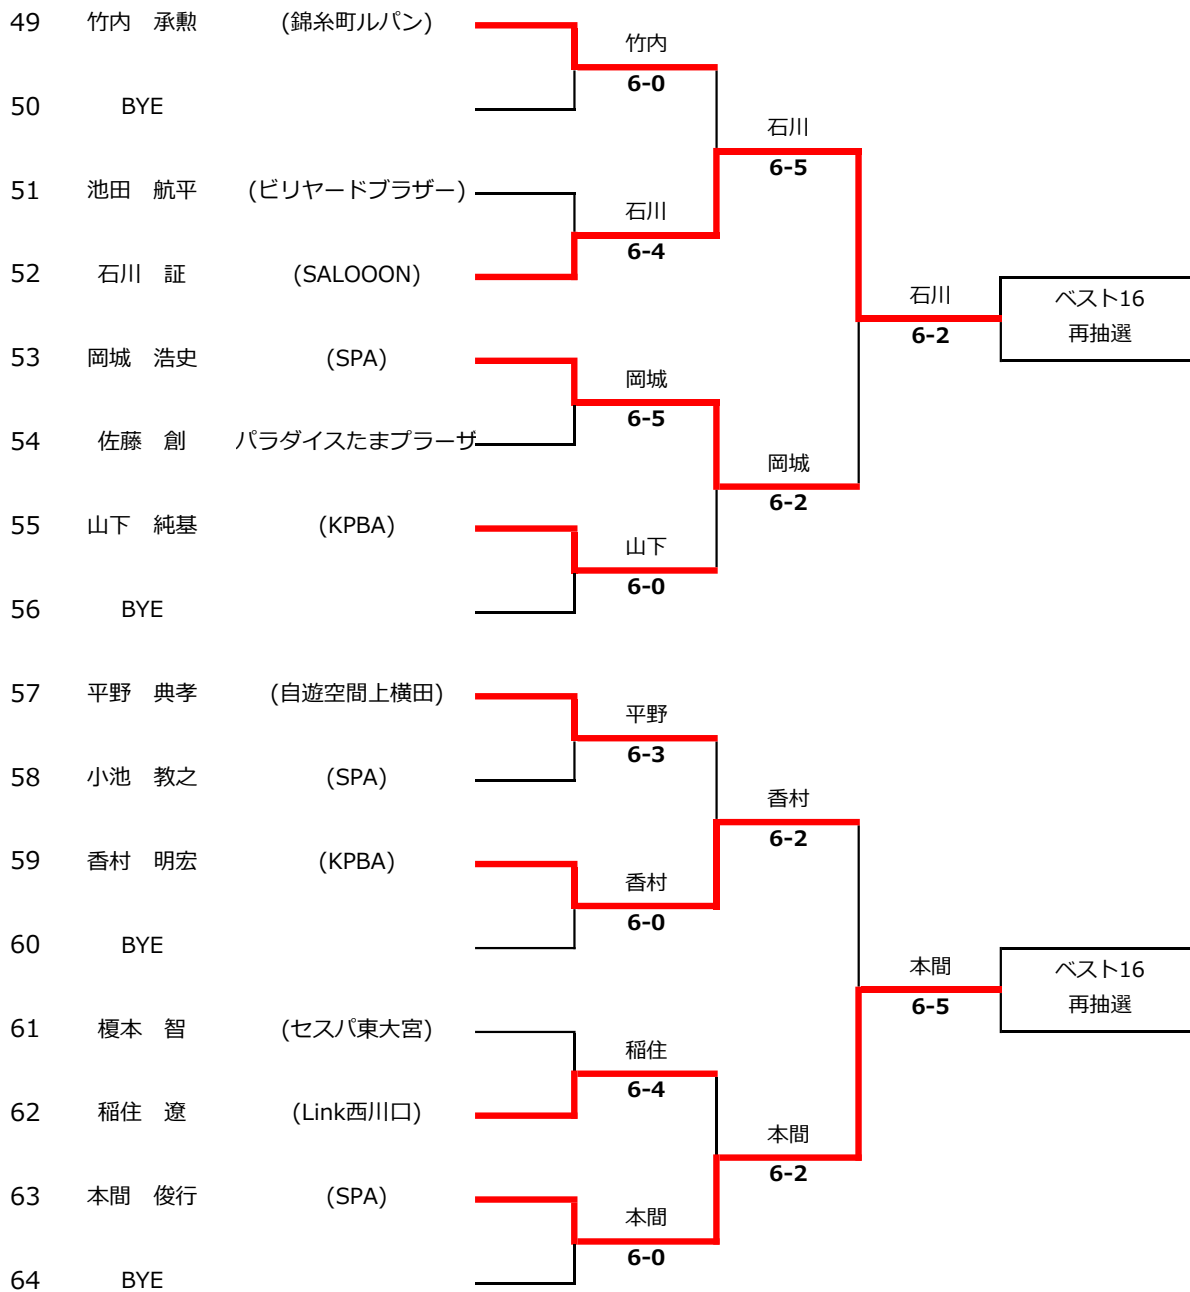 49 竹内 承勲 (錦糸町ルパン)
竹内
6-0
50 BYE
石川
6-5
51 池田 航平 (ビリヤードブラザー)
石川
6-4
52 石川 証 (SALOOON)
石川
6-2
ベスト16
再抽選
53 岡城 浩史 (SPA)
岡城
6-5
54 佐藤 創 パラダイスたまプラーザ
岡城
6-2
55 山下 純基 (KPBA)
山下
6-0
56 BYE
57 平野 典孝 (自遊空間上横田)
平野
6-3
58 小池 教之 (SPA)
香村
6-2
59 香村 明宏 (KPBA)
香村
6-0
60 BYE
本間
6-5
ベスト16
再抽選
61 榎本 智 (セスパ東大宮)
稲住
6-4
62 稲住 遼 (Link西川口)
本間
6-2
63 本間 俊行 (SPA)
本間
6-0
64 BYE